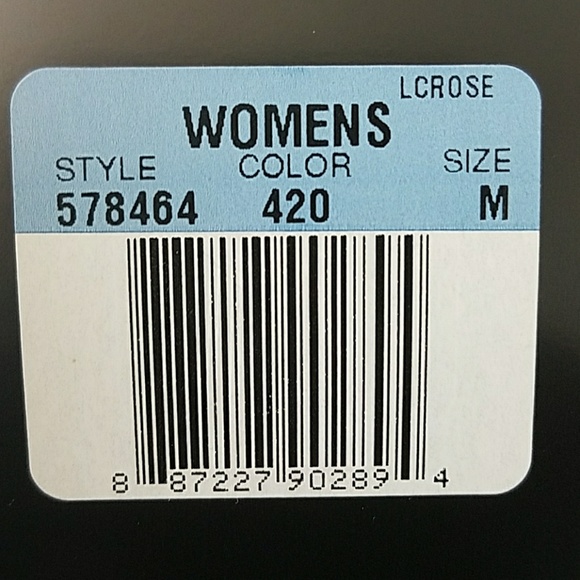 LCROSE
WOMENS
STYLE COLOR SIZE
578464 420 M
8 87227 90289 4